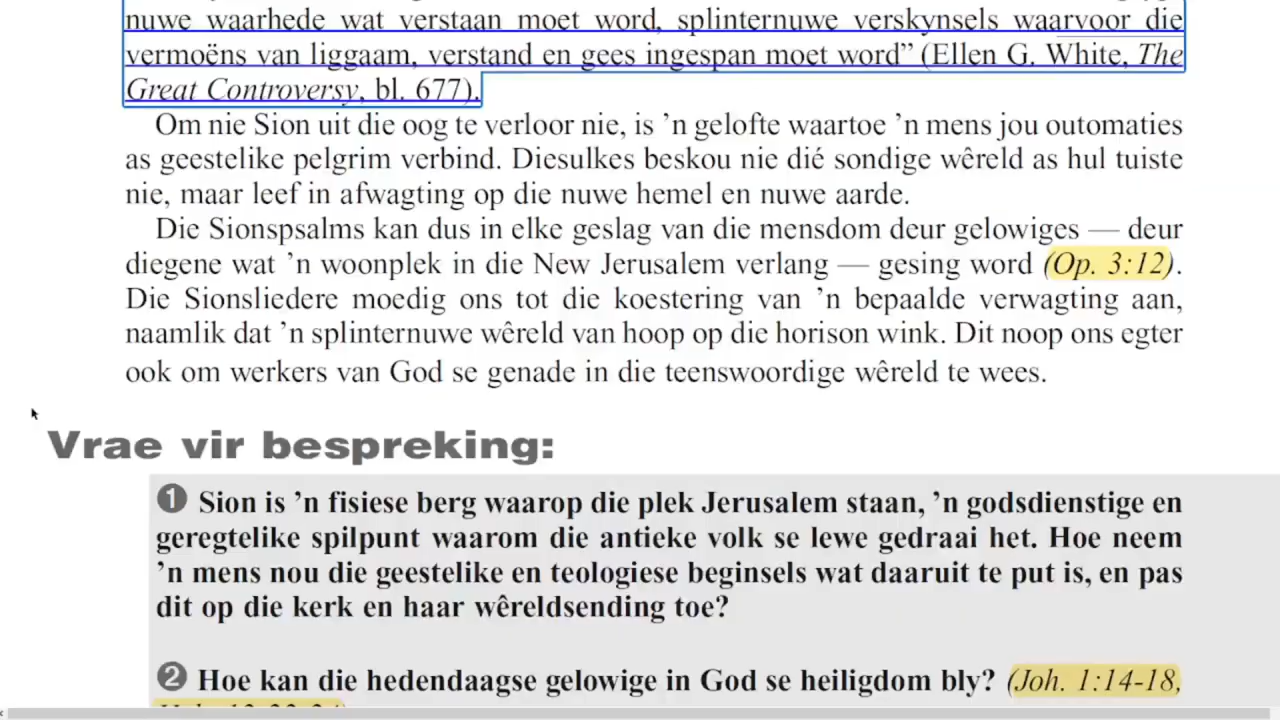 nuwe waarhede wat verstaan moet word, splinternuwe verskynsels waarvoor die
vermoëns van liggaam, verstand en gees ingespan moet word” (Ellen G. White, The
Great Controversy, bl. 677).
Om nie Sion uit die oog te verloor nie, is ’n gelofte waartoe ’n mens jou outomaties
as geestelike pelgrim verbind. Diesulkes beskou nie dié sondige wêreld as hul tuiste
nie, maar leef in afwagting op die nuwe hemel en nuwe aarde.
Die Sionspsalms kan dus in elke geslag van die mensdom deur gelowiges — deur
diegene wat ’n woonplek in die New Jerusalem verlang — gesing word (Op. 3:12).
Die Sionsliedere moedig ons tot die koestering van ’n bepaalde verwagting aan,
naamlik dat ’n splinternuwe wêreld van hoop op die horison wink. Dit noop ons egter
ook om werkers van God se genade in die teenswoordige wêreld te wees.
Vrae vir bespreking:
❶ Sion is ’n fisiese berg waarop die plek Jerusalem staan, ’n godsdienstige en
geregtelike spilpunt waarom die antieke volk se lewe gedraai het. Hoe neem
’n mens nou die geestelike en teologiese beginsels wat daaruit te put is, en pas
dit op die kerk en haar wêreldsending toe?
❷ Hoe kan die hedendaagse gelowige in God se heiligdom bly? (Joh. 1:14-18,